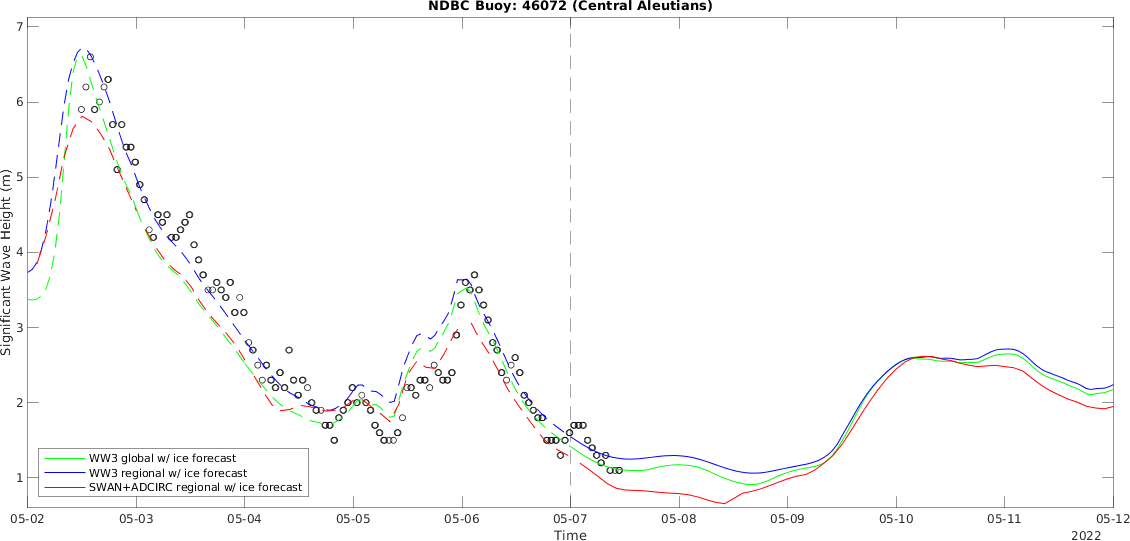 NDBC Buoy: 46072 (Central Aleutians)
7
6
5
4
3
2
1
Significant Wave Height (m)
WW3 global w/ ice forecast
WW3 regional w/ ice forecast
SWAN+ADCIRC regional w/ ice forecast
05-02 05-03 05-04 05-05 05-06 05-07 05-08 05-09 05-10 05-11 05-12
Time
2022